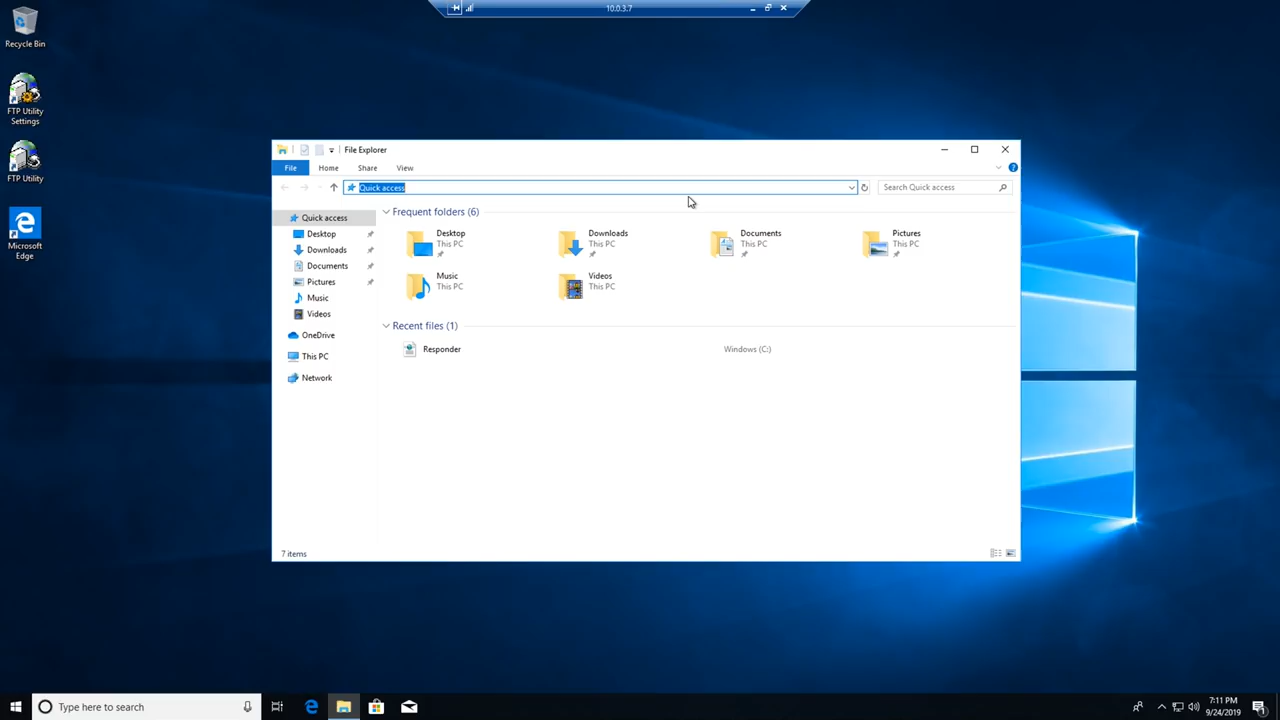 10.0.3.7
Recycle Bin
FTP Utility
Settings
FTP Utility
Microsoft
Edge
File Explorer
File
Home
Share
View
Quick access
Search Quick access
Quick access
Desktop
Downloads
Documents
Pictures
Music
Videos
OneDrive
This PC
Network
Frequent folders (6)
Desktop
This PC
Downloads
This PC
Documents
This PC
Pictures
This PC
Music
This PC
Videos
This PC
Recent files (1)
Responder
Windows (C:)
7 items
Type here to search
7:11 PM
9/24/2019
1